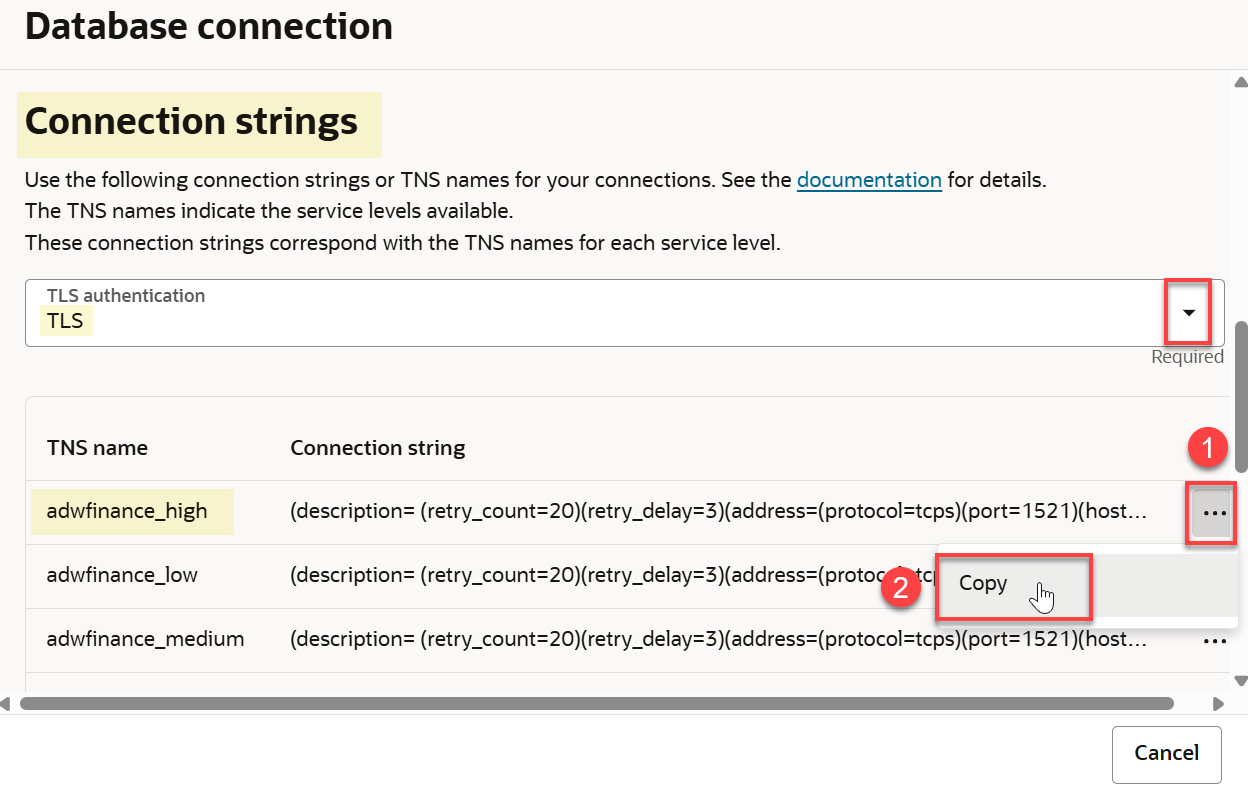 Database connection
Connection strings
Use the following connection strings or TNS names for your connections. See the documentation for details.
The TNS names indicate the service levels available.
These connection strings correspond with the TNS names for each service level.
TLS authentication
TLS
Required
TNS name Connection string 1
adwfinance_high (description= (retry_count=20)(retry_delay=3)(address=(protocol=tcps)(port=1521)(host... ...
adwfinance_low (description= (retry_count=20)(retry_delay=3)(address=(protoc 2 Copy
adwfinance_medium (description= (retry_count=20)(retry_delay=3)(address=(protocol=tcps)(port=1521)(host... ...
Cancel